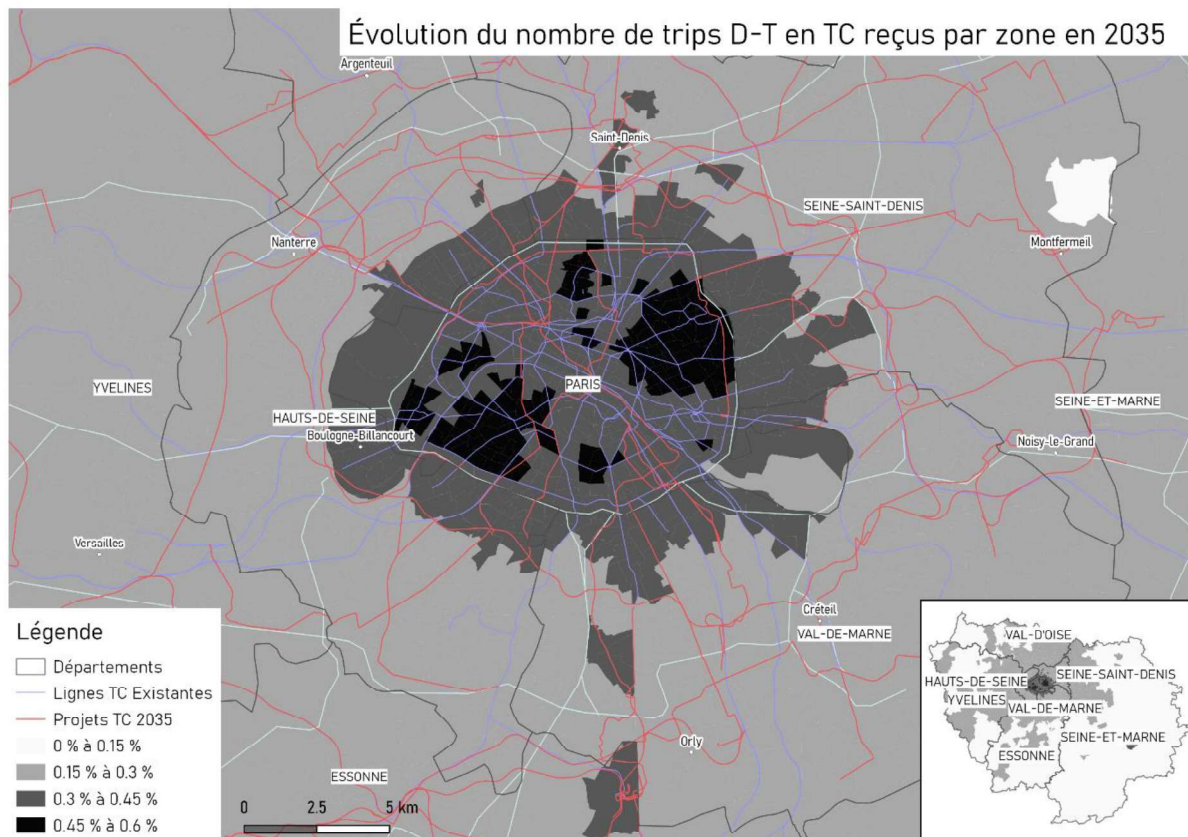 Évolution du nombre de trips D-T en TC reçus par zone en 2035
Argenteuil
Saint-Denis
SEINE-SAINT-DENIS
Nanterre
Montfermeil
YVELINES
PARIS
SEINE-ET-MARNE
HAUTS-DE-SEINE
Boulogne-Billancourt
Noisy-le-Grand
Versailles
Créteil
VAL-DE-MARNE
Orly
ESSONNE
Légende
Départements
Lignes TC Existantes
Projets TC 2035
0 % à 0.15 %
0.15 % à 0.3 %
0.3 % à 0.45 %
0.45 % à 0.6 %
0 2.5 5 km
VAL-D'OISE
HAUTS-DE-SEINE
SEINE-SAINT-DENIS
YVELINES
VAL-DE-MARNE
SEINE-ET-MARNE
ESSONNE